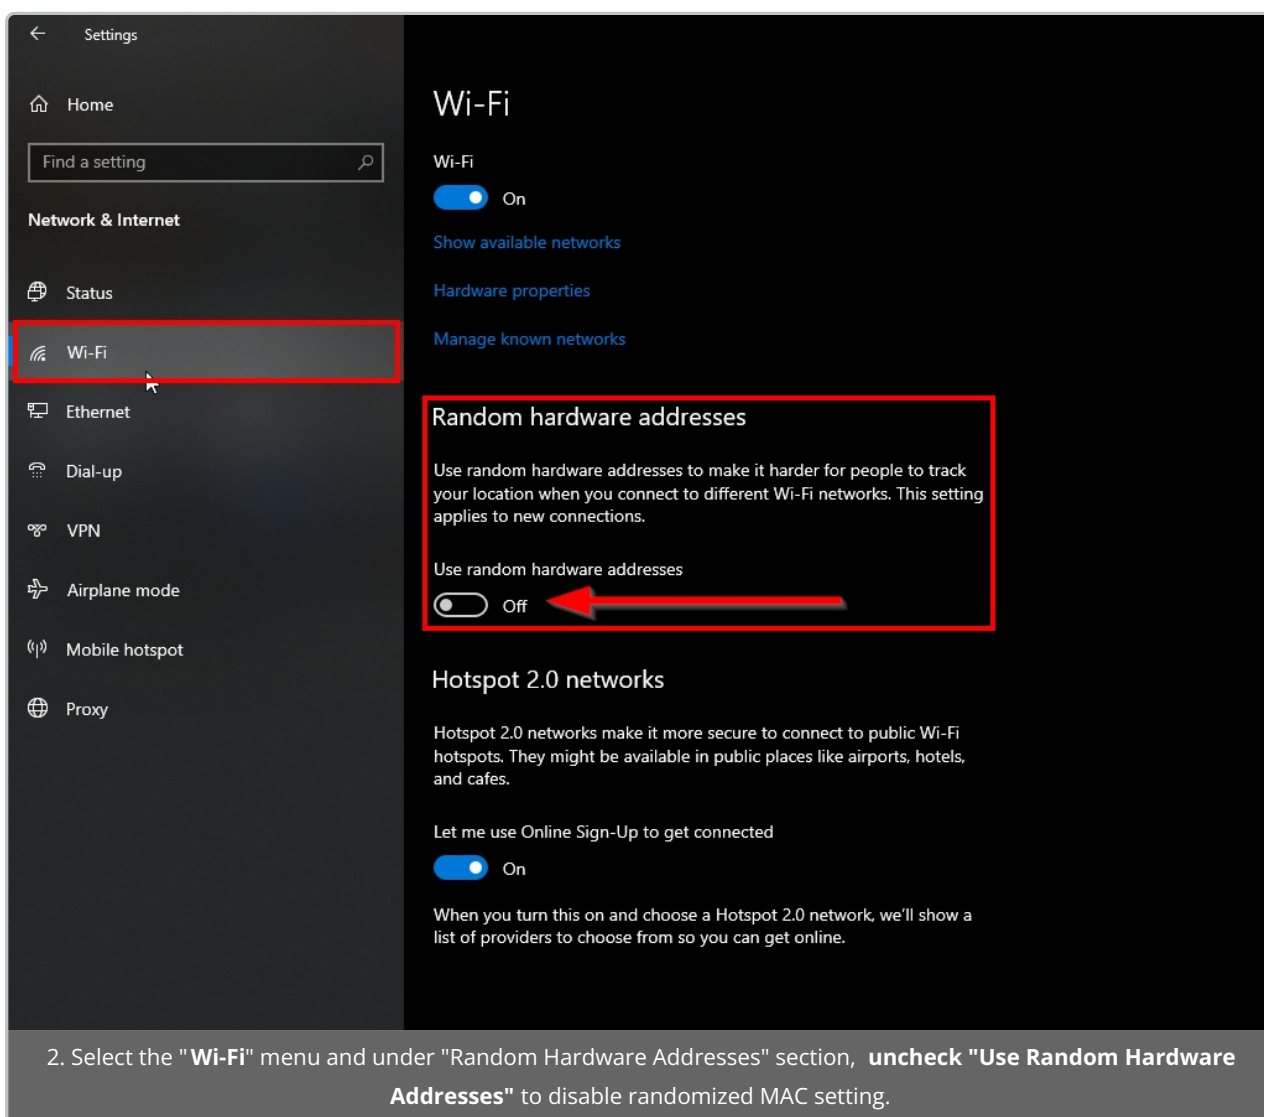 Settings
Home
Find a setting
Network & Internet
Status
Wi-Fi
Ethernet
Dial-up
VPN
Airplane mode
Mobile hotspot
Proxy
Wi-Fi
Wi-Fi
On
Show available networks
Hardware properties
Manage known networks
Random hardware addresses
Use random hardware addresses to make it harder for people to track
your location when you connect to different Wi-Fi networks. This setting
applies to new connections.
Use random hardware addresses
Off
Hotspot 2.0 networks
Hotspot 2.0 networks make it more secure to connect to public Wi-Fi
hotspots. They might be available in public places like airports, hotels,
and cafes.
Let me use Online Sign-Up to get connected
On
When you turn this on and choose a Hotspot 2.0 network, we'll show a
list of providers to choose from so you can get online.
2. Select the "Wi-Fi" menu and under "Random Hardware Addresses" section, uncheck "Use Random Hardware
Addresses" to disable randomized MAC setting.